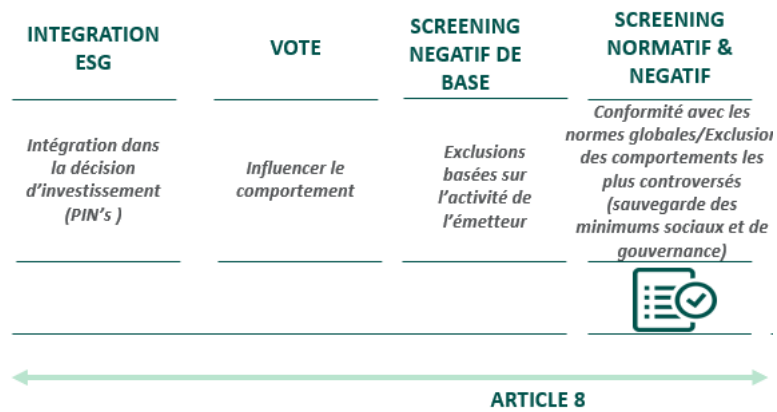 INTEGRATION
ESG
VOTE
SCREENING
NEGATIF DE
BASE
SCREENING
NORMATIF &
NEGATIF
Intégration dans
la décision
d'investissement
(PIN's )
Influencer le
comportement
Exclusions
basées sur
l'activité de
l'émetteur
Conformité avec les
normes globales/Exclusion
des comportements les
plus controversés
(sauvegarde des
minimums sociaux et de
gouvernance)
ARTICLE 8